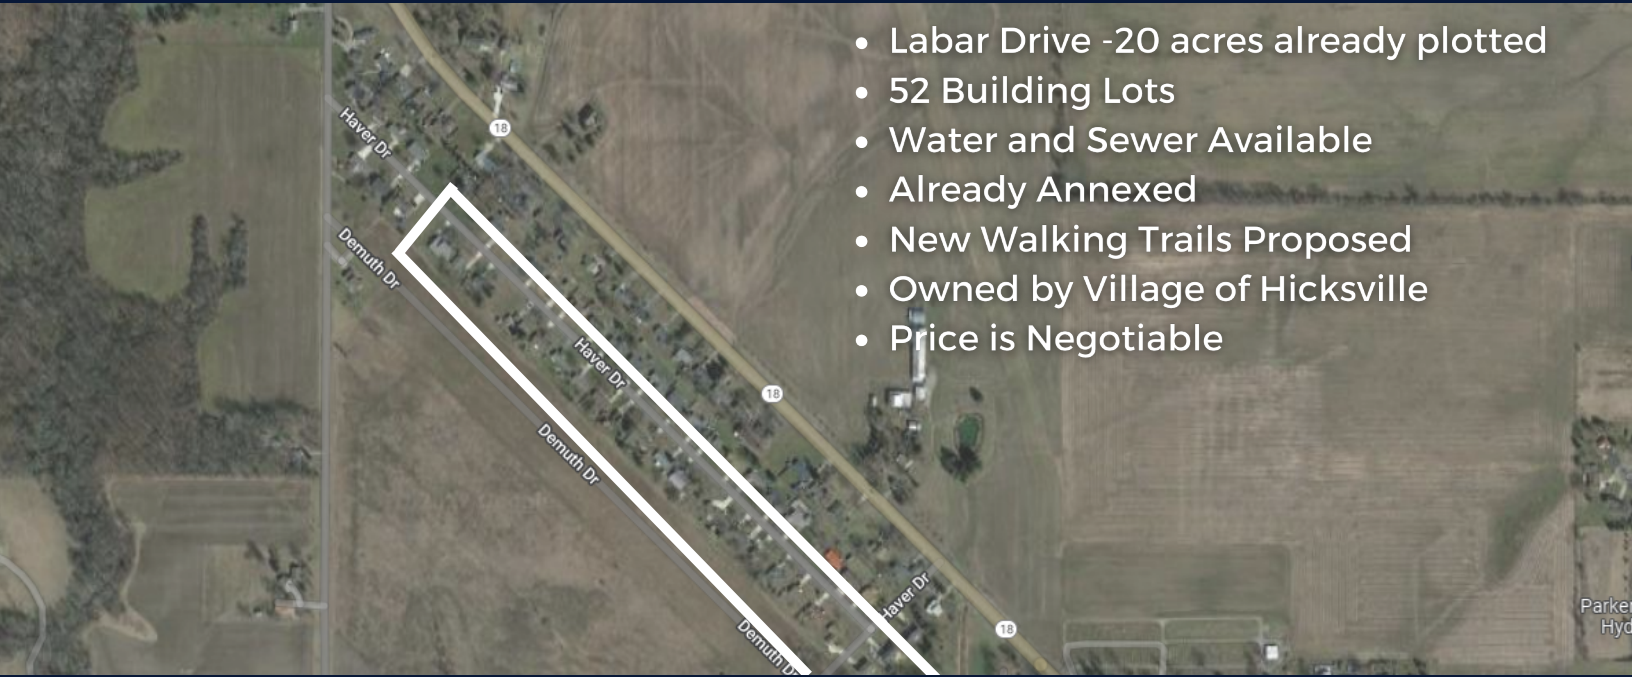 • Labar Drive -20 acres already plotted
• 52 Building Lots
• Water and Sewer Available
• Already Annexed
• New Walking Trails Proposed
• Owned by Village of Hicksville
• Price is Negotiable
Haver Dr
18
Demuth Dr
Haver Dr
18
Demuth Dr
Haver Dr
18
Demuth Dr
Parker
Hyd